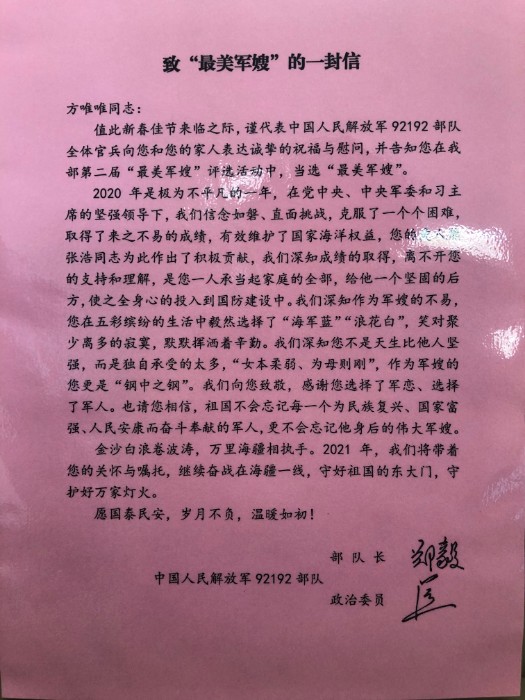 致“最美军嫂”的一封信
方唯唯同志：
值此新春佳节来临之际，谨代表中国人民解放军92192部队
全体官兵向您和您的家人表达诚挚的祝福与慰问，并告知您在我
部第二届“最美军嫂”评选活动中，当选“最美军嫂”。
2020 年是极为不平凡的一年，在党中央、中央军委和习主
席的坚强领导下，我们信念如磐、直面挑战，克服了一个个困难，
取得了来之不易的成绩，有效维护了国家海洋权益，您的
张浩同志为此作出了积极贡献，我们深知成绩的取得，离不开您
的支持和理解，是您一人承当起家庭的全部，给他一个坚固的后
方，使之全身心的投入到国防建设中。我们深知作为军嫂的不易，
您在五彩缤纷的生活中毅然选择了“海军蓝”“浪花白”，笑对聚
少离多的寂寞，默默挥洒着辛勤。我们深知您不是天生比他人坚
强，而是独自承受的太多，“女本柔弱、为母则刚”，作为军嫂的
您更是“钢中之钢”。我们向您致敬，感谢您选择了军恋、选择
了军人。也请您相信，祖国不会忘记每一个为民族复兴、国家富
强、人民安康而奋斗奉献的军人，更不会忘记他身后的伟大军嫂。
金沙白浪卷波涛，万里海疆相执手。2021 年，我们将带着
您的关怀与嘱托，继续奋战在海疆一线，守好祖国的东大门，守
护好万家灯火。
愿国泰民安，岁月不负，温暖如初！
部 队 长 郑毅
中国人民解放军92192部队
政治委员